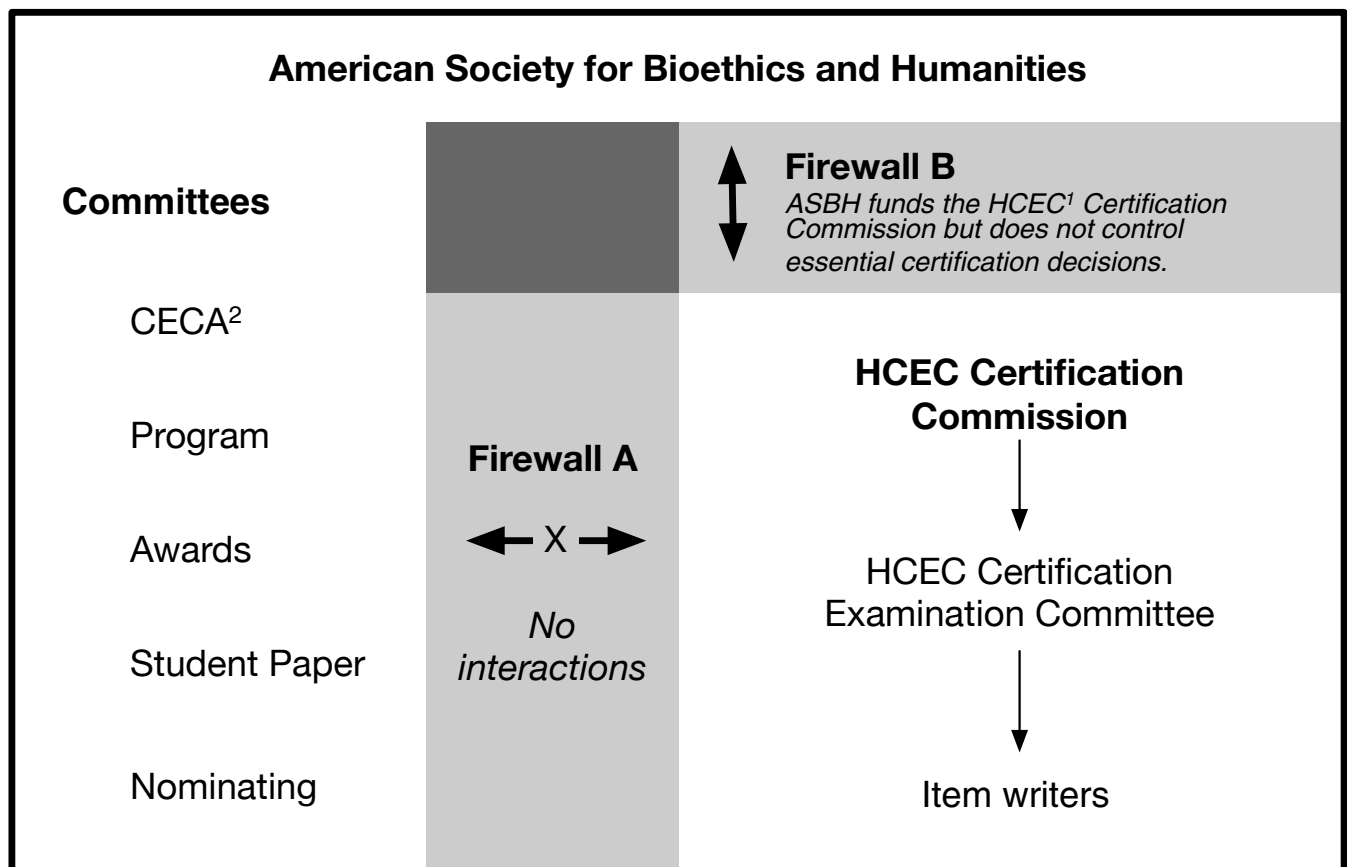 American Society for Bioethics and Humanities
Committees
CECA²
Program
Awards
Student Paper
Nominating
Firewall A
X
No
interactions
Firewall B
ASBH funds the HCEC¹ Certification
Commission but does not control
essential certification decisions.
HCEC Certification
Commission
HCEC Certification
Examination Committee
Item writers